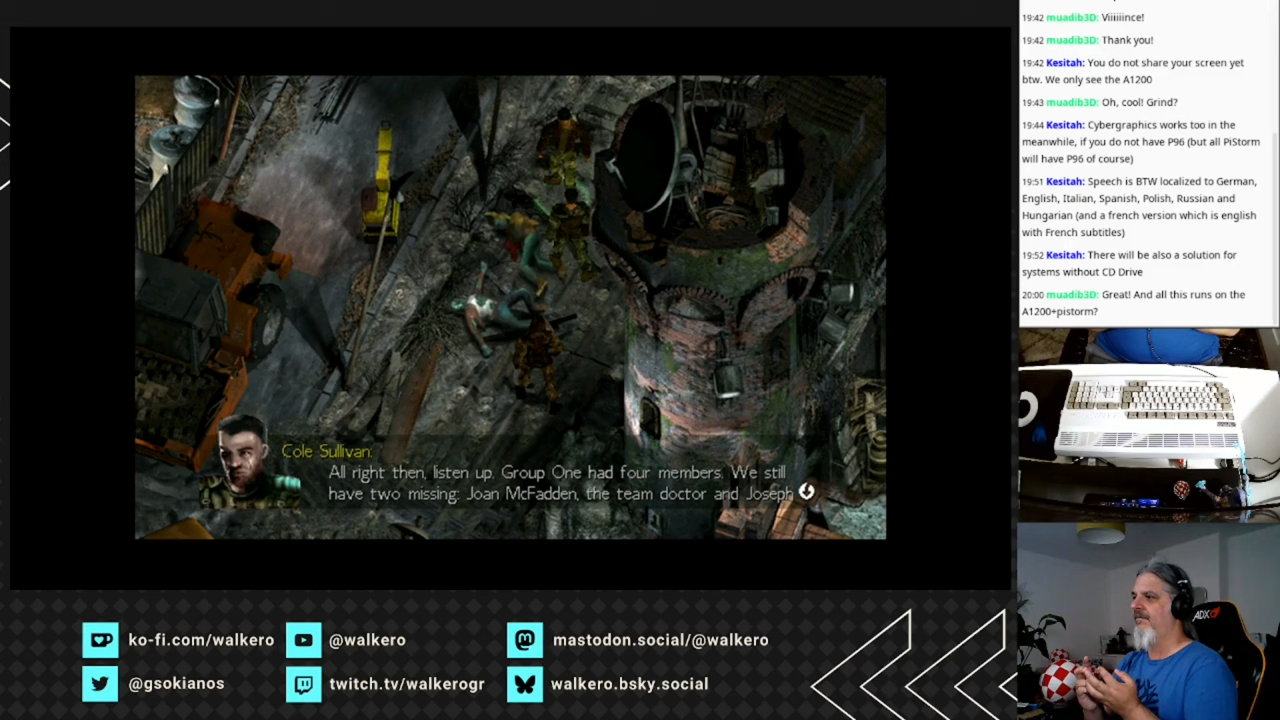 19:42 muadib3D: Viiiiiince!
19:42 muadib3D: Thank you!
19:42 Kesitah: You do not share your screen yet
btw. We only see the A1200
19:43 muadib3D: Oh, cool! Grind?
19:44 Kesitah: Cybergraphics works too in the
meanwhile, if you do not have P96 (but all PiStorm
will have P96 of course)
19:51 Kesitah: Speech is BTW localized to German,
English, Italian, Spanish, Polish, Russian and
Hungarian (and a french version which is english
with French subtitles)
19:52 Kesitah: There will be also a solution for
systems without CD Drive
20:00 muadib3D: Great! And all this runs on the
A1200+pistorm?
Cole Sullivan:
All right then, listen up. Group One had four members. We still
have two missing: Joan McFadden, the team doctor and Joseph
ADX
ko-fi.com/walkero
@walkero
mastodon.social/@walkero
@gsokianos
twitch.tv/walkerogr
walkero.bsky.social